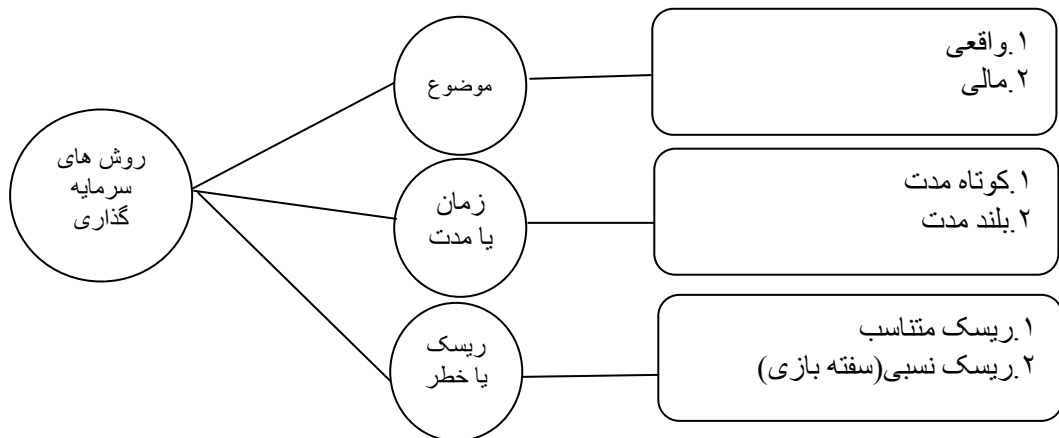 روش های
سرمایه
گذاری
موضوع
۱.واقعی
۲.مالی
زمان
یا مدت
۱.کوتاه مدت
۲.بلند مدت
ریسک
یا خطر
۱.ریسک متناسب
۲.ریسک نسبی(سفته بازی)